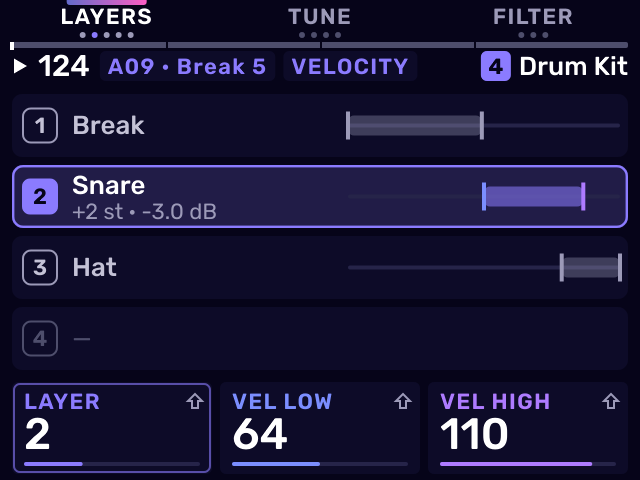 LAYERS TUNE FILTER
124 A09 • Break 5 VELOCITY 4 Drum Kit
1 Break
2 Snare
+2 st • -3.0 dB
3 Hat
4 –
LAYER VEL LOW VEL HIGH
2 64 110